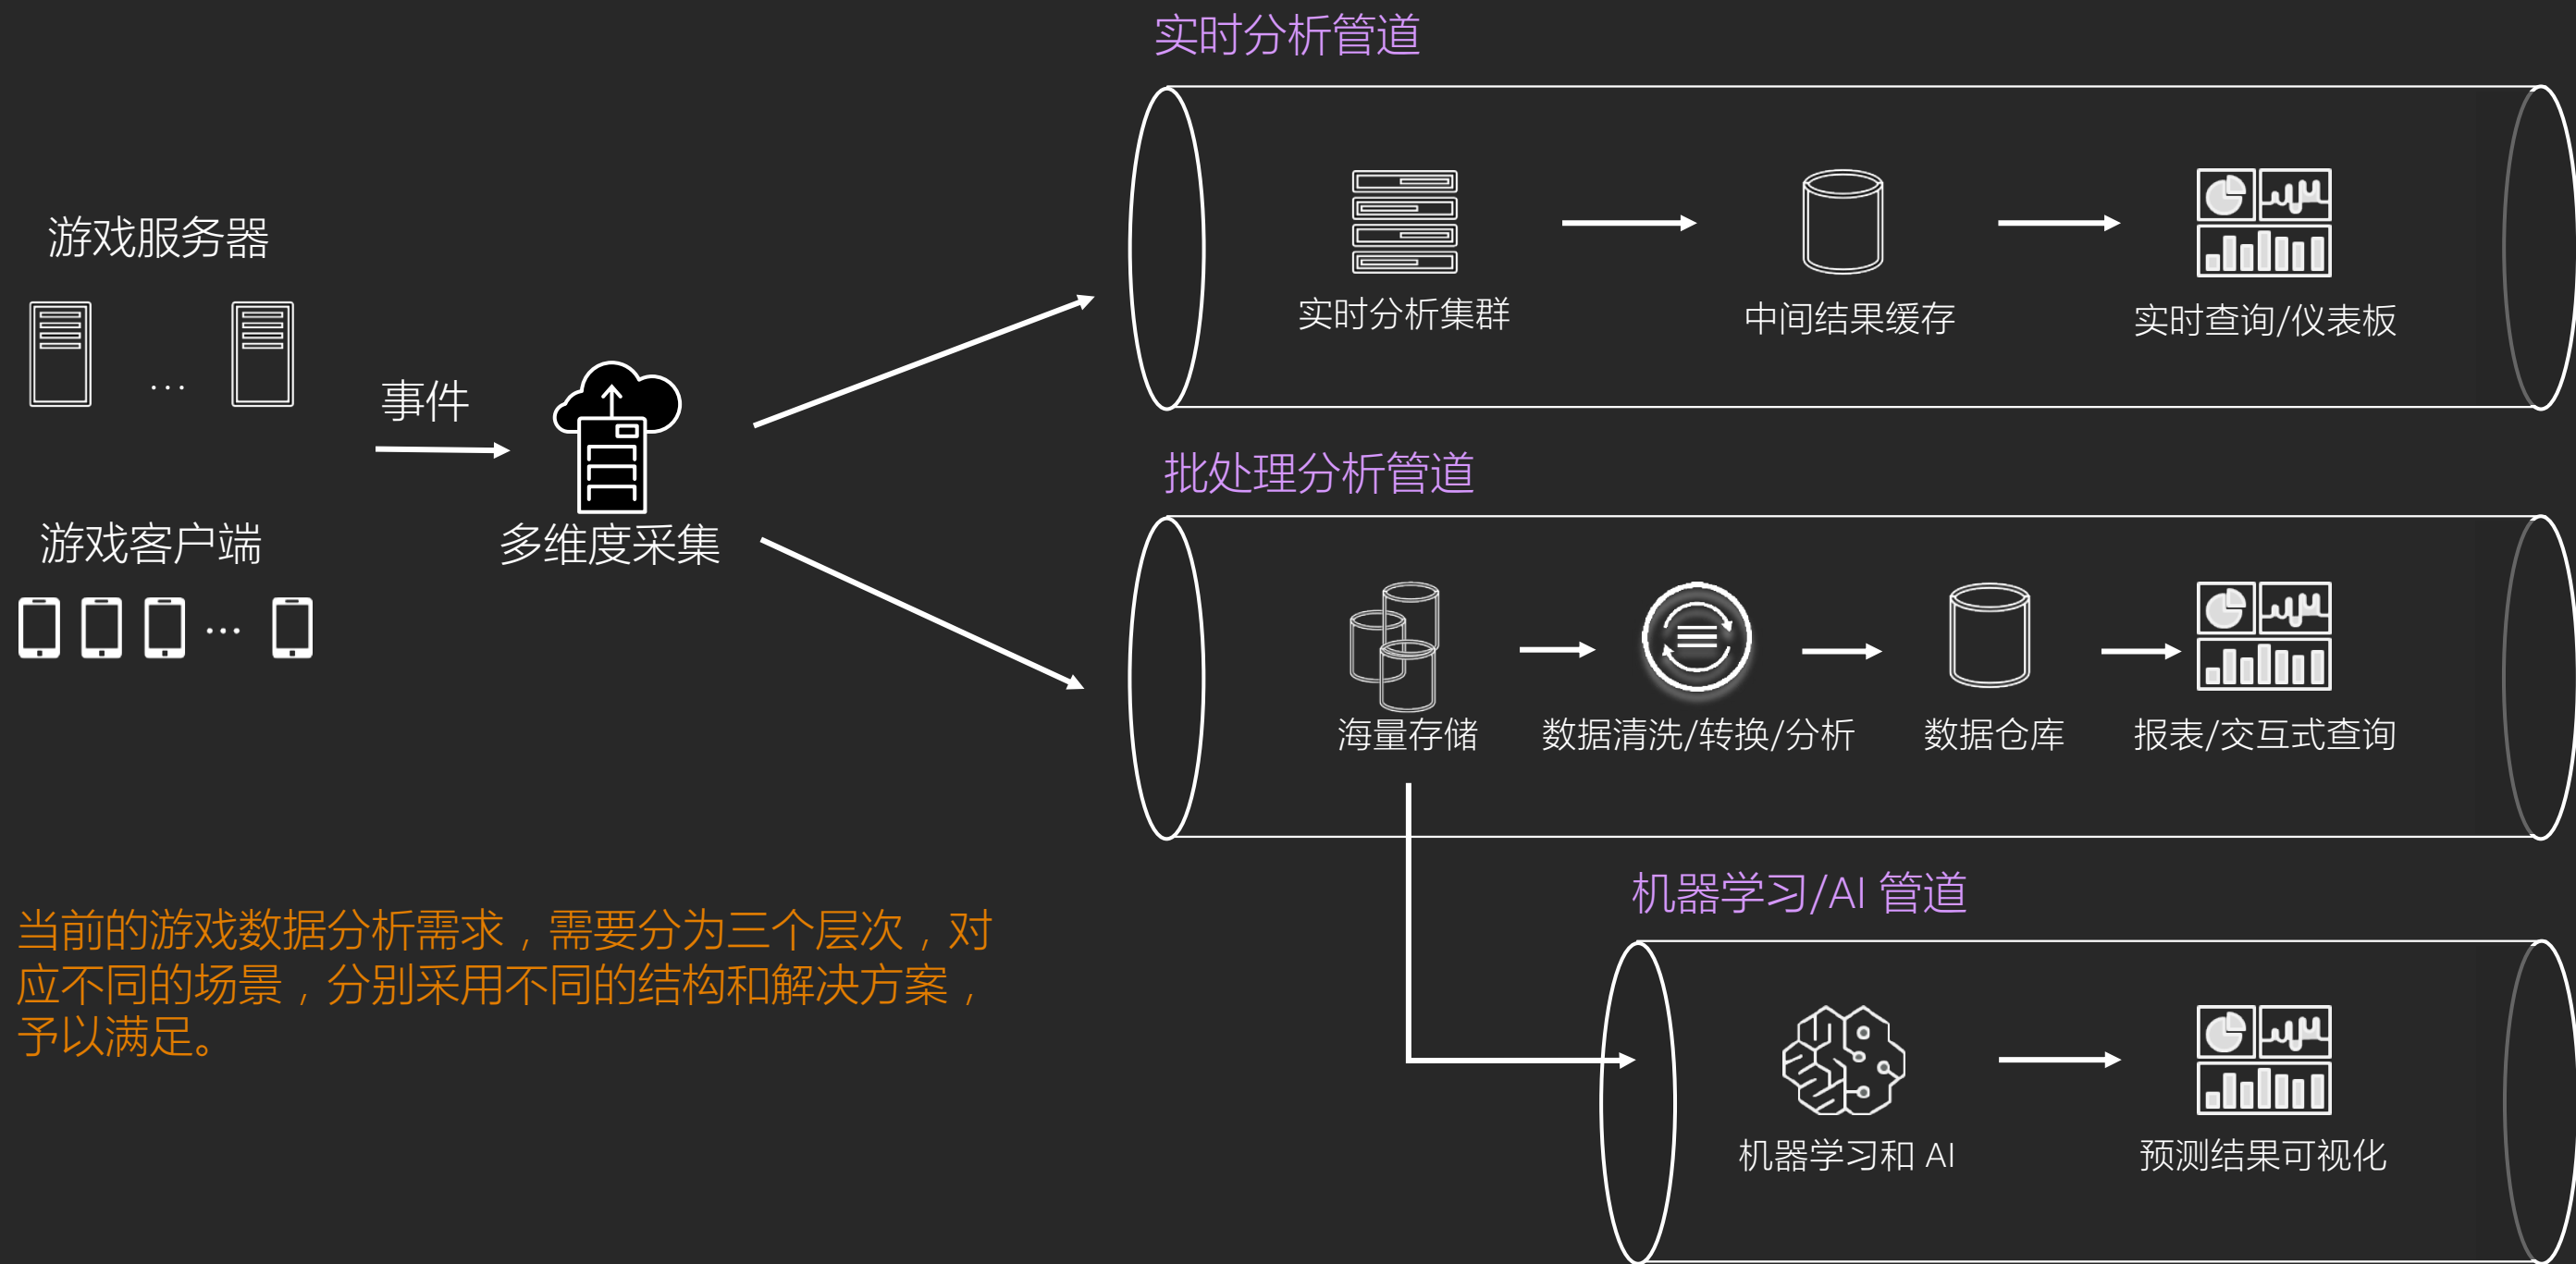 实时分析管道
游戏服务器
...
实时分析集群
中间结果缓存
实时查询/仪表板
事件
批处理分析管道
游戏客户端
...
多维度采集
海量存储
数据清洗/转换/分析
数据仓库
报表/交互式查询
机器学习/AI 管道
当前的游戏数据分析需求，需要分为三个层次，对
应不同的场景，分别采用不同的结构和解决方案，
予以满足。
机器学习和 AI
预测结果可视化